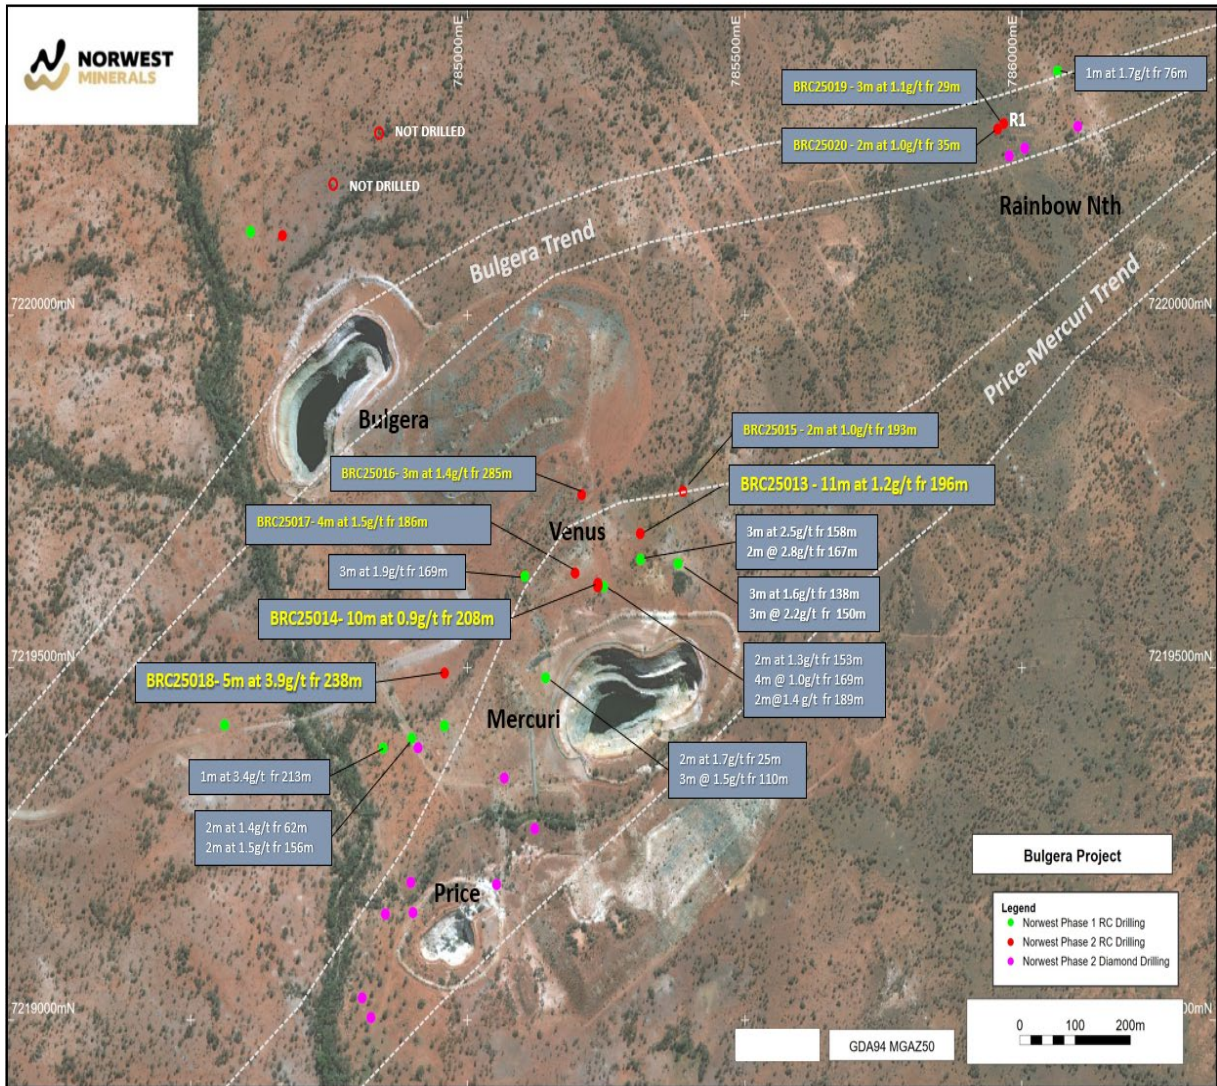 NORWEST
MINERALS
785000mE
785500mE
786000mE
1m at 1.7g/t fr 76m
BRC25019 - 3m at 1.1g/t fr 29m
R1
NOT DRILLED
BRC25020 - 2m at 1.0g/t fr 35m
NOT DRILLED
Rainbow Nth
Bulgera Trend
7220000mN
7220000mN
Price-Mercuri Trend
Bulgera
BRC25015 - 2m at 1.0g/t fr 193m
BRC25016- 3m at 1.4g/t fr 285m
BRC25013 - 11m at 1.2g/t fr 196m
BRC25017- 4m at 1.5g/t fr 186m
Venus
3m at 2.5g/t fr 158m
2m @ 2.8g/t fr 167m
3m at 1.9g/t fr 169m
3m at 1.6g/t fr 138m
3m @ 2.2g/t fr 150m
BRC25014- 10m at 0.9g/t fr 208m
7219500mN
7219500mN
2m at 1.3g/t fr 153m
4m @ 1.0g/t fr 169m
2m@1.4 g/t fr 189m
BRC25018- 5m at 3.9g/t fr 238m
Mercuri
2m at 1.7g/t fr 25m
3m @ 1.5g/t fr 110m
1m at 3.4g/t fr 213m
2m at 1.4g/t fr 62m
2m at 1.5g/t fr 156m
Bulgera Project
Price
Legend
Norwest Phase 1 RC Drilling
Norwest Phase 2 RC Drilling
Norwest Phase 2 Diamond Drilling
7219000mN
0 100 200m
GDA94 MGAZ50